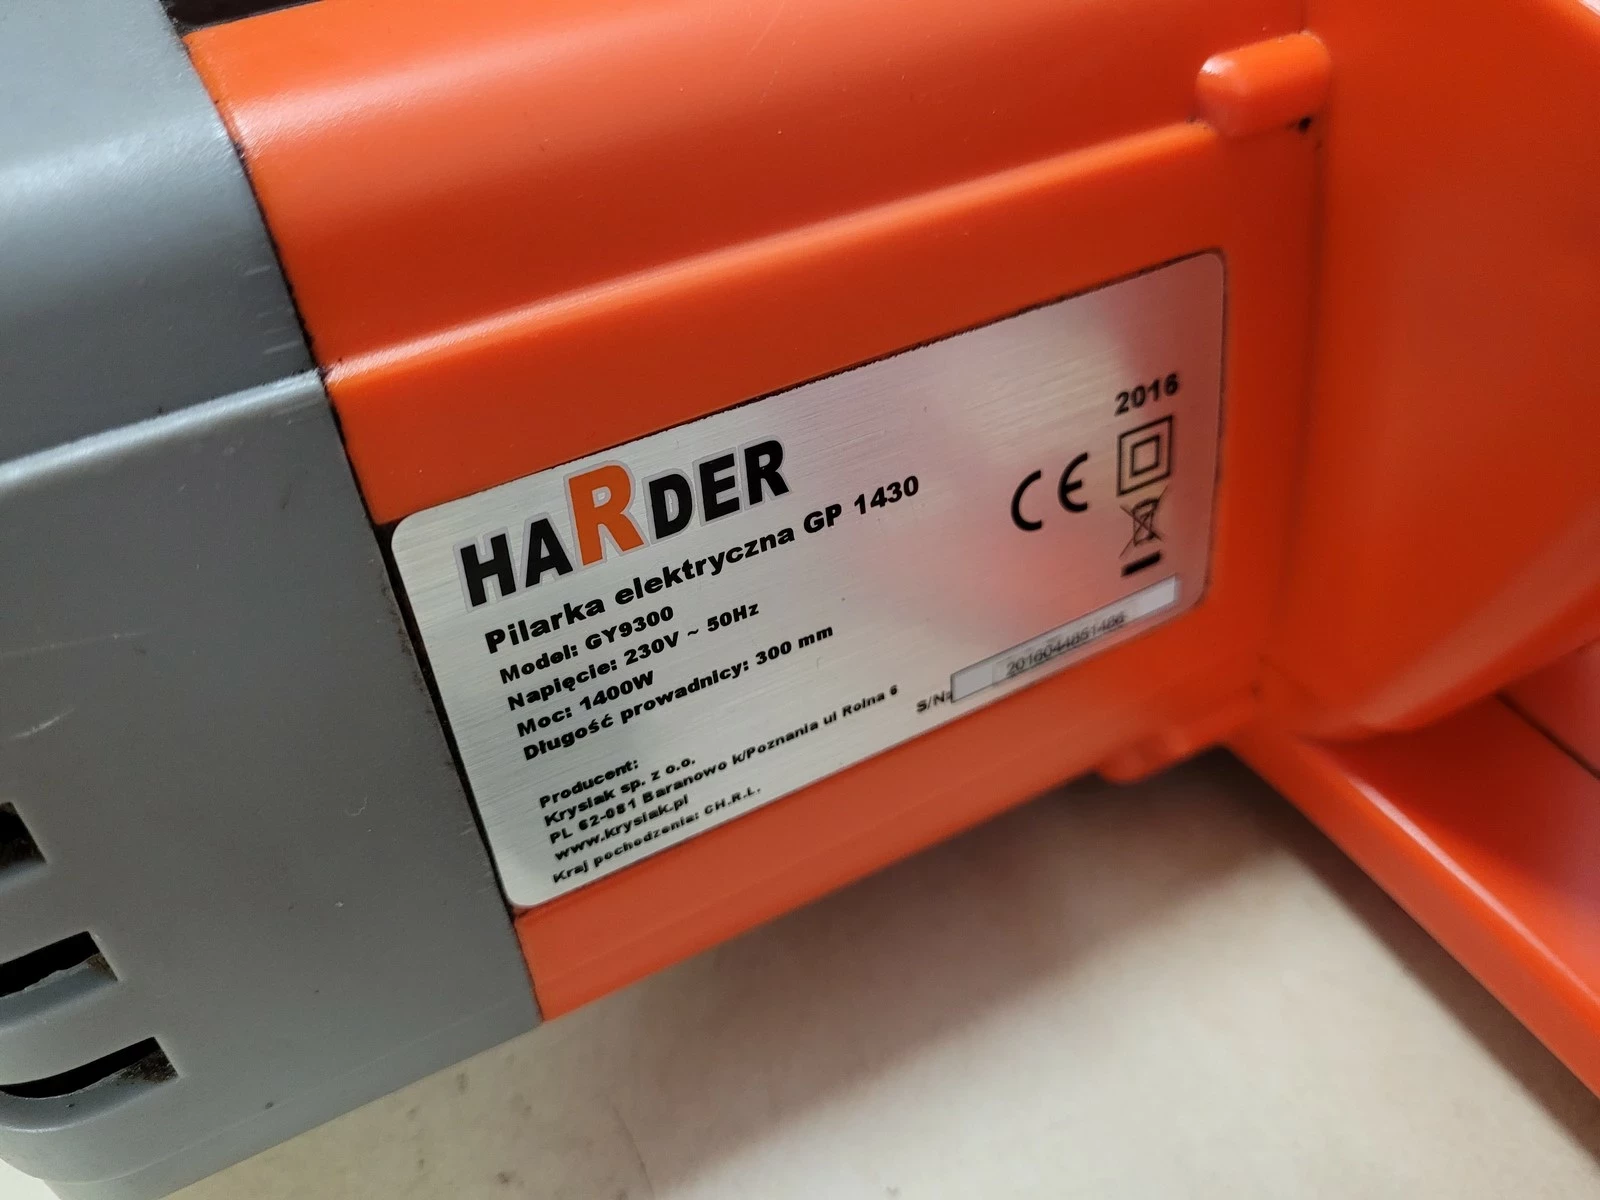 HARDER
Pilarka elektryczna GP 1430
Model: GY9300
Napięcie: 230V ~ 50Hz
Moc: 1400W
Długość prowadnicy: 300 mm
Producent:
Krysiak sp. z o.o.
PL 62-081 Baranowo k/Poznania ul Rolna 6
www.krysiak.pl
Kraj pochodzenia: CH.R.L.
2016
CE
S/N: